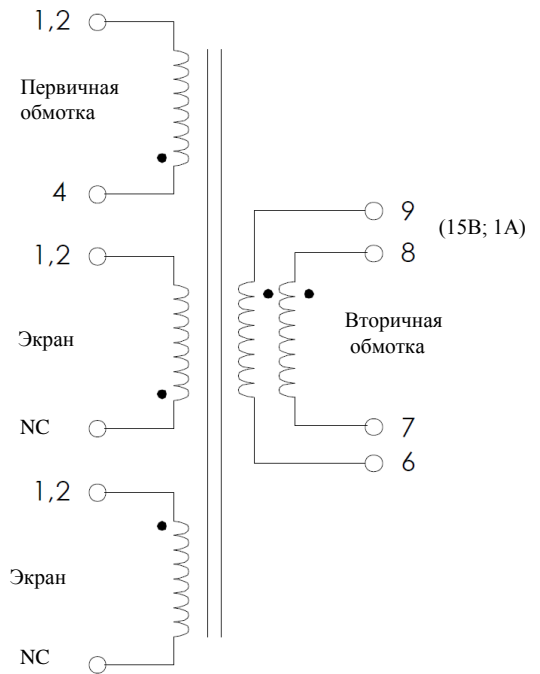 1,2
Первичная
обмотка
4
1,2
Экран
NC
1,2
Экран
NC
9
(15В; 1А)
8
Вторичная
обмотка
7
6